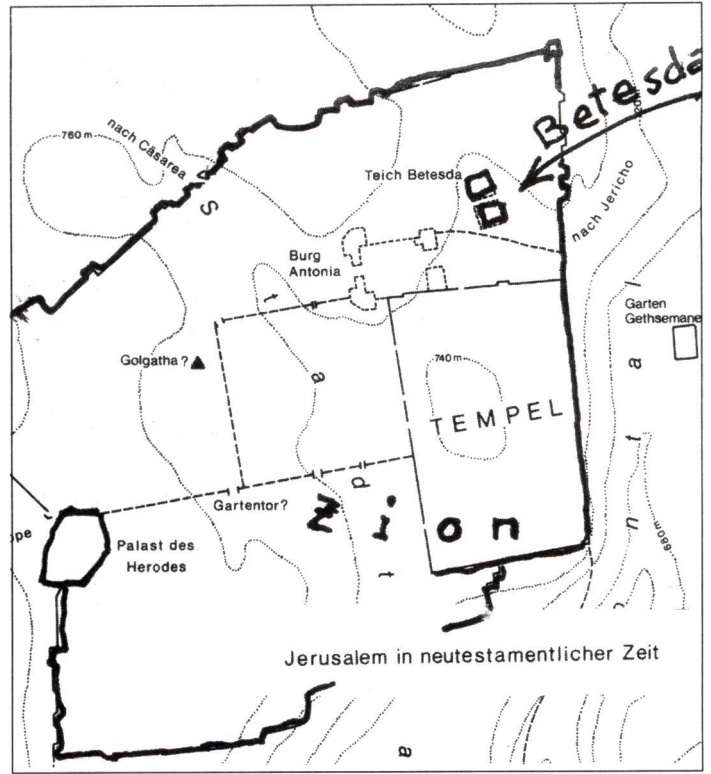 Betesda
760 m
nach Cäsarea
S
Teich Betesda
nach Jericho
Burg
Antonia
Garten
Gethsemane
Golgatha?
a
740 m
TEMPEL
d
Gartentor?
Zion
t
680 m
Palast des
Herodes
Jerusalem in neutestamentlicher Zeit
l
a
t
n
a